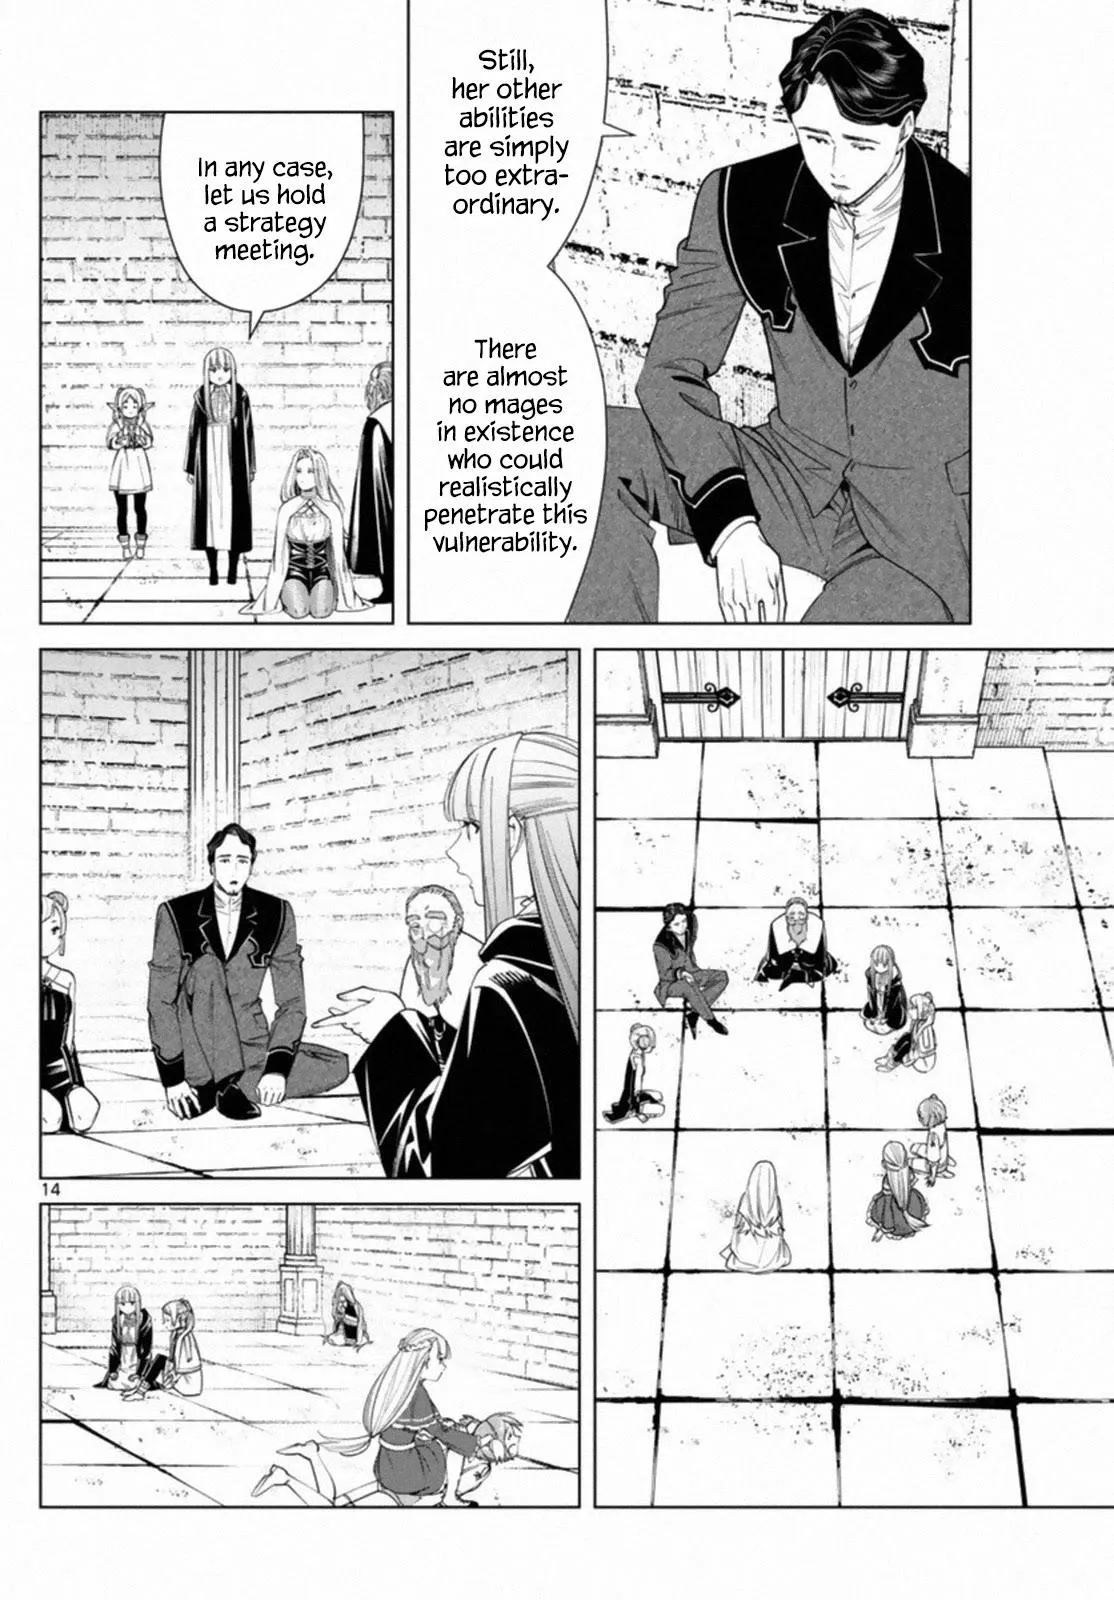 Still,
her other
abilities
are simply
too extra-
ordinary.
There
are almost
no mages
in existence
who could
realistically
penetrate this
vulnerability.
In any case,
let us hold
a strategy
meeting.
14